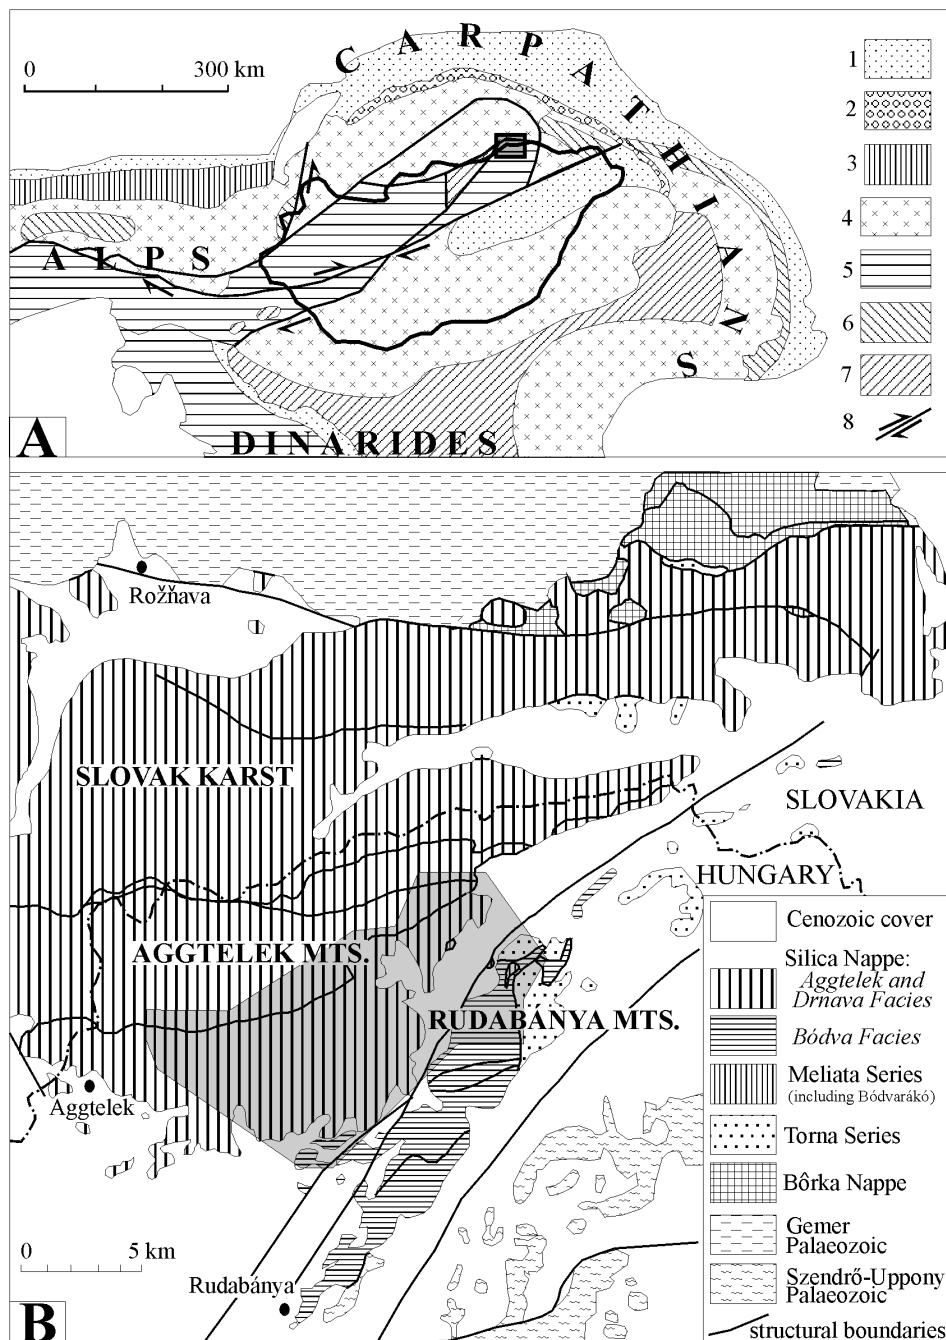 CARPATHIANS
0 300 km
1
2
3
4
5
6
7
8
ALPS
DINARIDES
A
Rožňava
SLOVAK KARST
SLOVAKIA
HUNGARY
AGGTELEK MTS.
RUDABÁNYA MTS.
Aggtelek
0 5 km
Rudabánya
B
Cenozoic cover
Silica Nappe:
Aggtelek and
Drnava Facies
Bódva Facies
Meliata Series
(including Bódvarákó)
Torna Series
Bôrka Nappe
Gemer
Palaeozoic
Szendrő-Uppony
Palaeozoic
structural boundaries